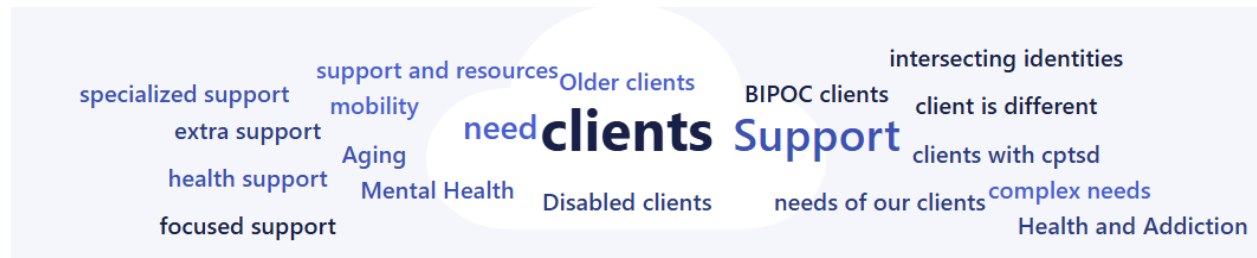 intersecting identities
support and resources
Older clients
specialized support
mobility
BIPOC clients
client is different
extra support
need
clients
Support
Aging
clients with cptsd
health support
Mental Health
Disabled clients
needs of our clients
complex needs
focused support
Health and Addiction